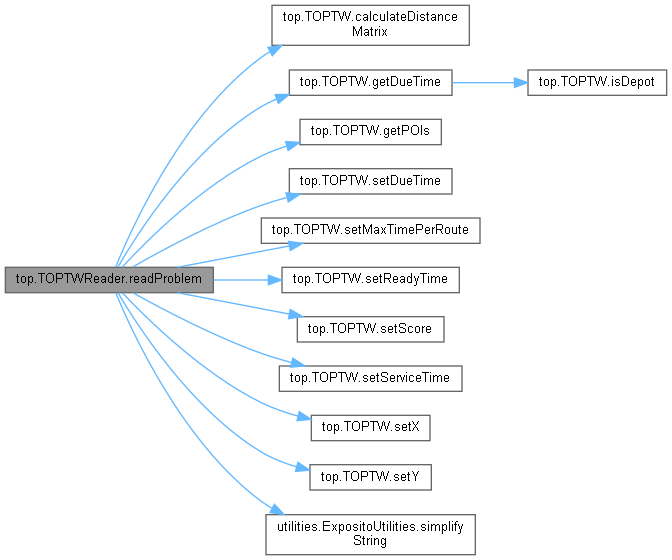 top.TOPTW.calculateDistance
Matrix
top.TOPTW.getDueTime
top.TOPTW.isDepot
top.TOPTW.getPOIs
top.TOPTW.setDueTime
top.TOPTW.setMaxTimePerRoute
top.TOPTWReader.readProblem
top.TOPTW.setReadyTime
top.TOPTW.setScore
top.TOPTW.setServiceTime
top.TOPTW.setX
top.TOPTW.setY
utilities.ExpositoUtilities.simplify
String